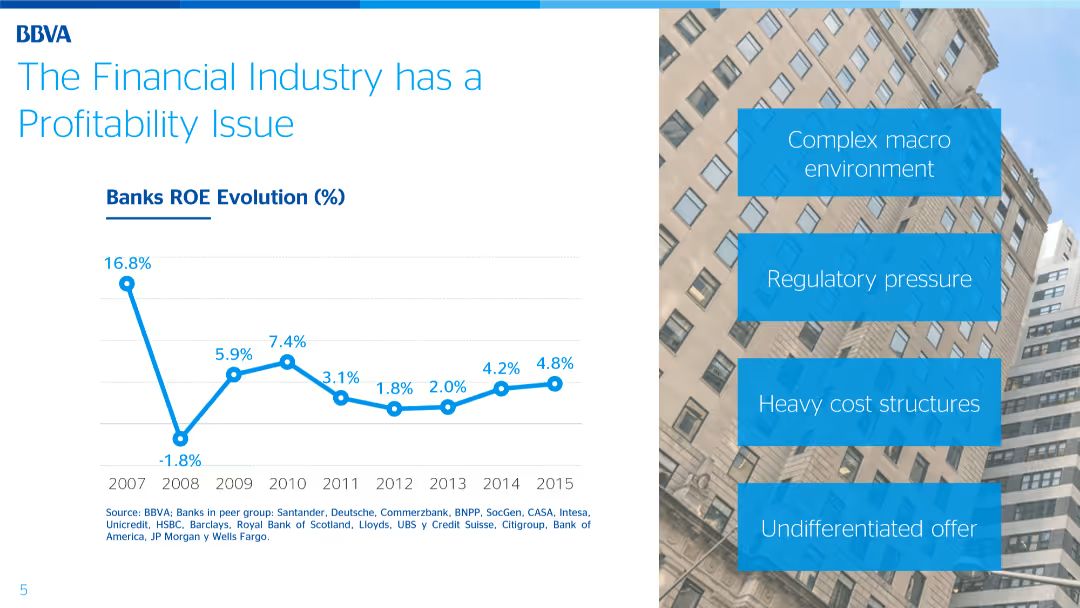 BBVA
The Financial Industry has a
Profitability Issue
Banks ROE Evolution (%)
16.8%
-1.8%
5.9%
7.4%
3.1%
1.8%
2.0%
4.2%
4.8%
2007 2008 2009 2010 2011 2012 2013 2014 2015
Source: BBVA; Banks in peer group: Santander, Deutsche, Commerzbank, BNPP, SocGen, CASA, Intesa,
Unicredit, HSBC, Barclays, Royal Bank of Scotland, Lloyds, UBS y Credit Suisse, Citigroup, Bank of
America, JP Morgan y Wells Fargo.
Complex macro
environment
Regulatory pressure
Heavy cost structures
Undifferentiated offer
5